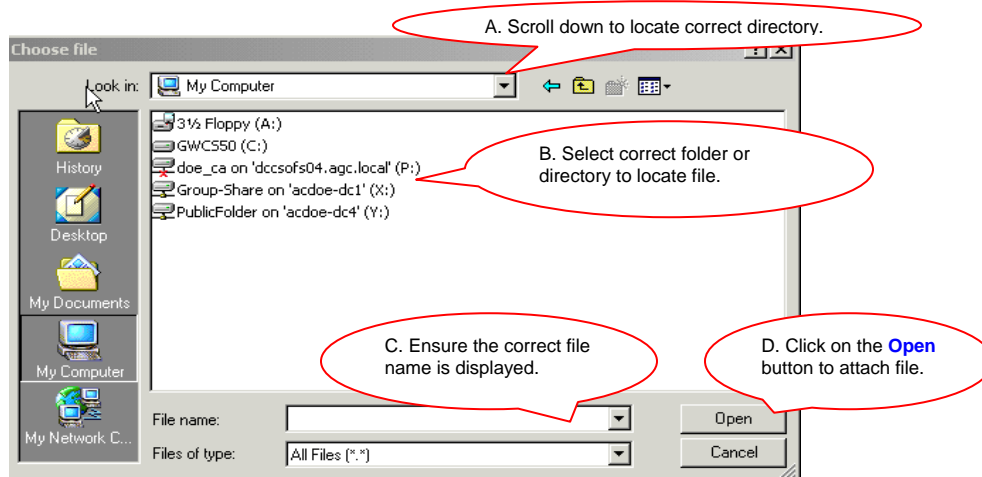 A. Scroll down to locate correct directory.
Choose file
Look in:
My Computer
3½ Floppy (A:)
GWCS50 (C:)
doe_ca on 'dccsofs04.agc.local' (P:)
Group-Share on 'acdoe-dc1' (X:)
PublicFolder on 'acdoe-dc4' (Y:)
B. Select correct folder or
directory to locate file.
History
Desktop
My Documents
My Computer
My Network C...
C. Ensure the correct file
name is displayed.
D. Click on the Open
button to attach file.
File name:
Open
Files of type:
All Files (*.*)
Cancel